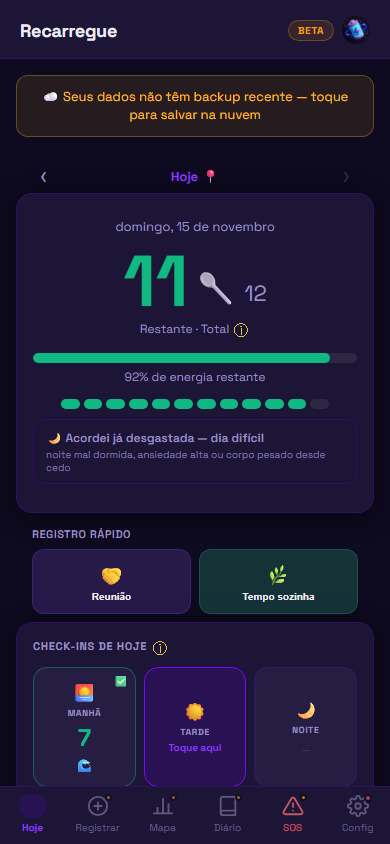 Recarregue
BETA
Seus dados não têm backup recente — toque
para salvar na nuvem
Hoje
domingo, 15 de novembro
11
12
Restante · Total
92% de energia restante
Acordei já desgastada — dia difícil
noite mal dormida, ansiedade alta ou corpo pesado desde
cedo
REGISTRO RÁPIDO
Reunião
Tempo sozinha
CHECK-INS DE HOJE
MANHÃ
7
TARDE
Toque aqui
NOITE
—
Hoje
Registrar
Mapa
Diário
SOS
Config